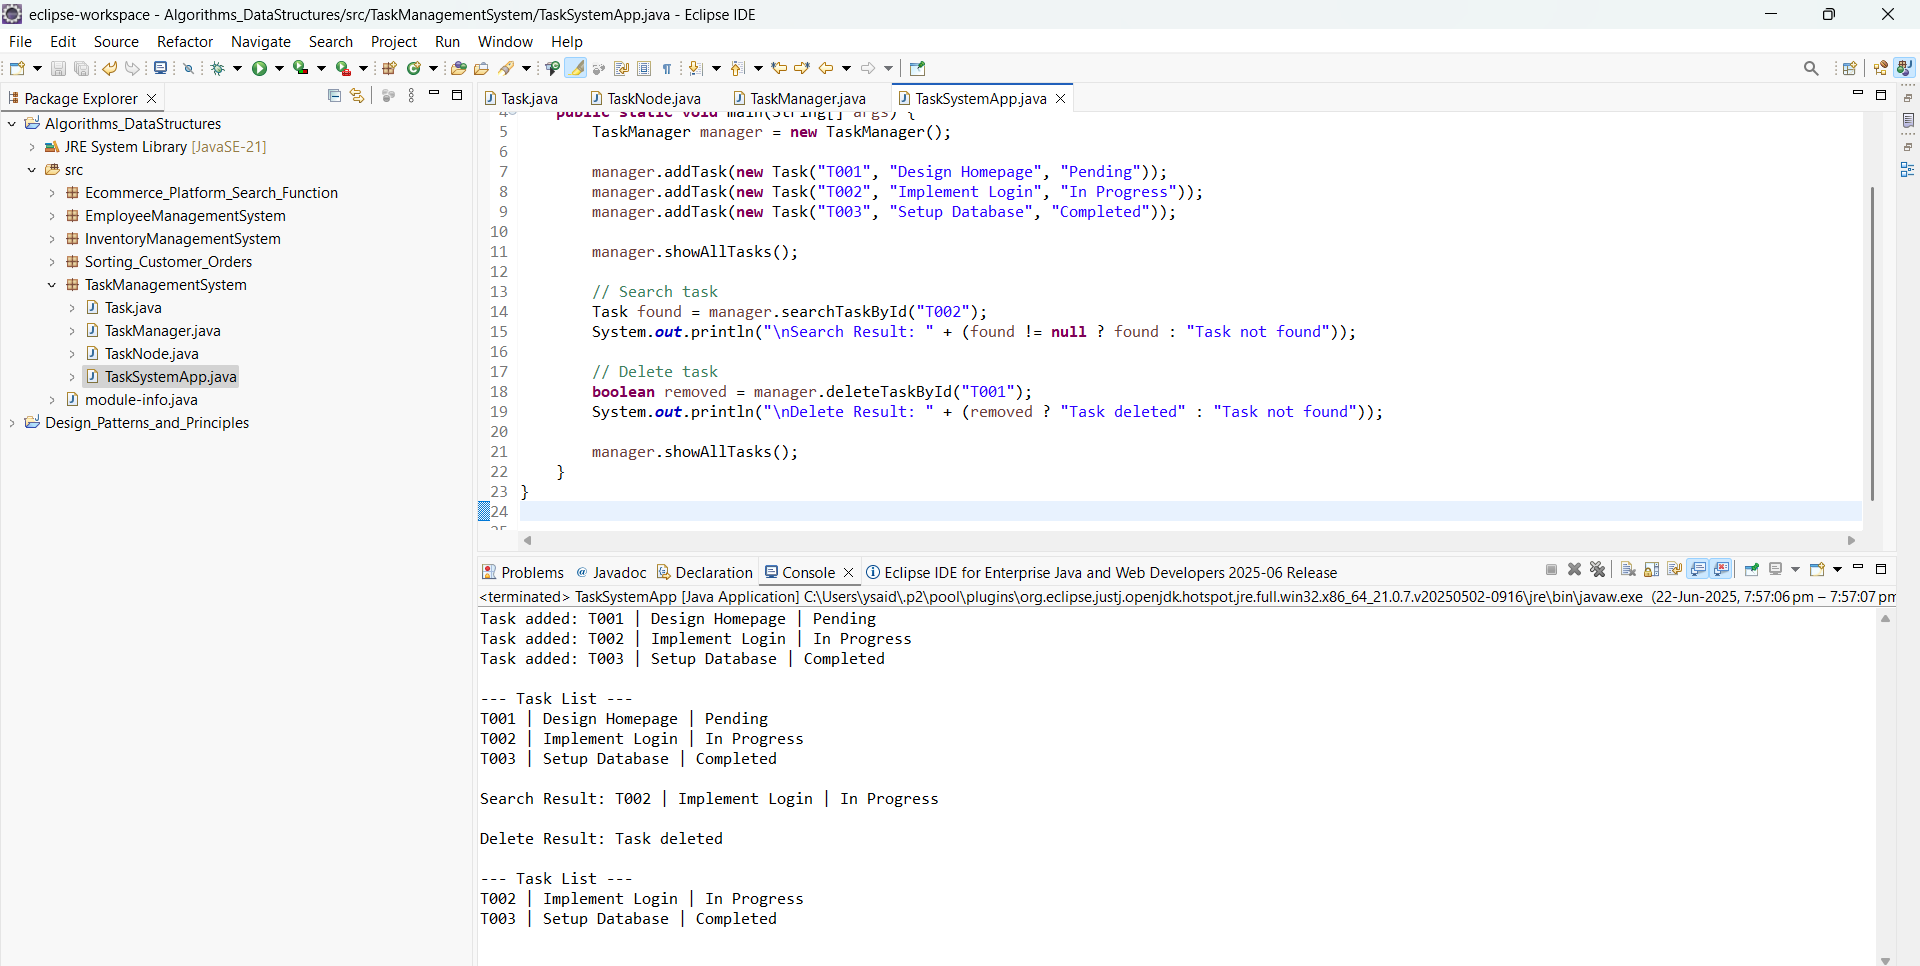 eclipse-workspace - Algorithms_DataStructures/src/TaskManagementSystem/TaskSystemApp.java - Eclipse IDE
File Edit Source Refactor Navigate Search Project Run Window Help
Package Explorer
Algorithms_DataStructures
JRE System Library [JavaSE-21]
src
Ecommerce_Platform_Search_Function
EmployeeManagementSystem
InventoryManagementSystem
Sorting_Customer_Orders
TaskManagementSystem
Task.java
TaskManager.java
TaskNode.java
TaskSystemApp.java
module-info.java
Design_Patterns_and_Principles
Task.java TaskNode.java TaskManager.java TaskSystemApp.java
4 public static void main(String[] args) {
5 TaskManager manager = new TaskManager();
6
7 manager.addTask(new Task("T001", "Design Homepage", "Pending"));
8 manager.addTask(new Task("T002", "Implement Login", "In Progress"));
9 manager.addTask(new Task("T003", "Setup Database", "Completed"));
10
11 manager.showAllTasks();
12
13 // Search task
14 Task found = manager.searchTaskById("T002");
15 System.out.println("\nSearch Result: " + (found != null ? found : "Task not found"));
16
17 // Delete task
18 boolean removed = manager.deleteTaskById("T001");
19 System.out.println("\nDelete Result: " + (removed ? "Task deleted" : "Task not found"));
20
21 manager.showAllTasks();
22 }
23 }
24
25
Problems @ Javadoc Declaration Console Eclipse IDE for Enterprise Java and Web Developers 2025-06 Release
<terminated> TaskSystemApp [Java Application] C:\Users\ysaid\.p2\pool\plugins\org.eclipse.justj.openjdk.hotspot.jre.full.win32.x86_64_21.0.7.v20250502-0916\jre\bin\javaw.exe (22-Jun-2025, 7:57:06 pm – 7:57:07 pm
Task added: T001 | Design Homepage | Pending
Task added: T002 | Implement Login | In Progress
Task added: T003 | Setup Database | Completed
--- Task List ---
T001 | Design Homepage | Pending
T002 | Implement Login | In Progress
T003 | Setup Database | Completed
Search Result: T002 | Implement Login | In Progress
Delete Result: Task deleted
--- Task List ---
T002 | Implement Login | In Progress
T003 | Setup Database | Completed